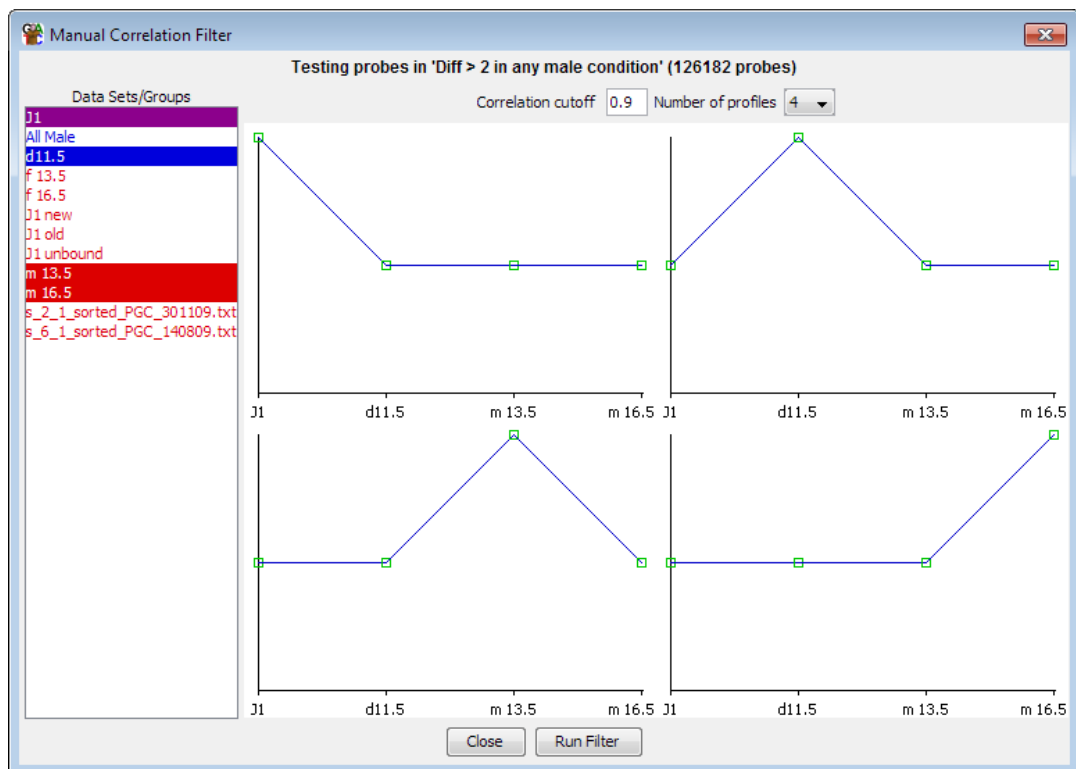 Manual Correlation Filter
Testing probes in 'Diff > 2 in any male condition' (126182 probes)
Data Sets/Groups
Correlation cutoff 0.9 Number of profiles 4
J1
All Male
d11.5
f 13.5
f 16.5
J1 new
J1 old
J1 unbound
m 13.5
m 16.5
s_2_1_sorted_PGC_301109.txt
s_6_1_sorted_PGC_140809.txt
J1 d11.5 m 13.5 m 16.5 J1 d11.5 m 13.5 m 16.5
J1 d11.5 m 13.5 m 16.5 J1 d11.5 m 13.5 m 16.5
Close Run Filter